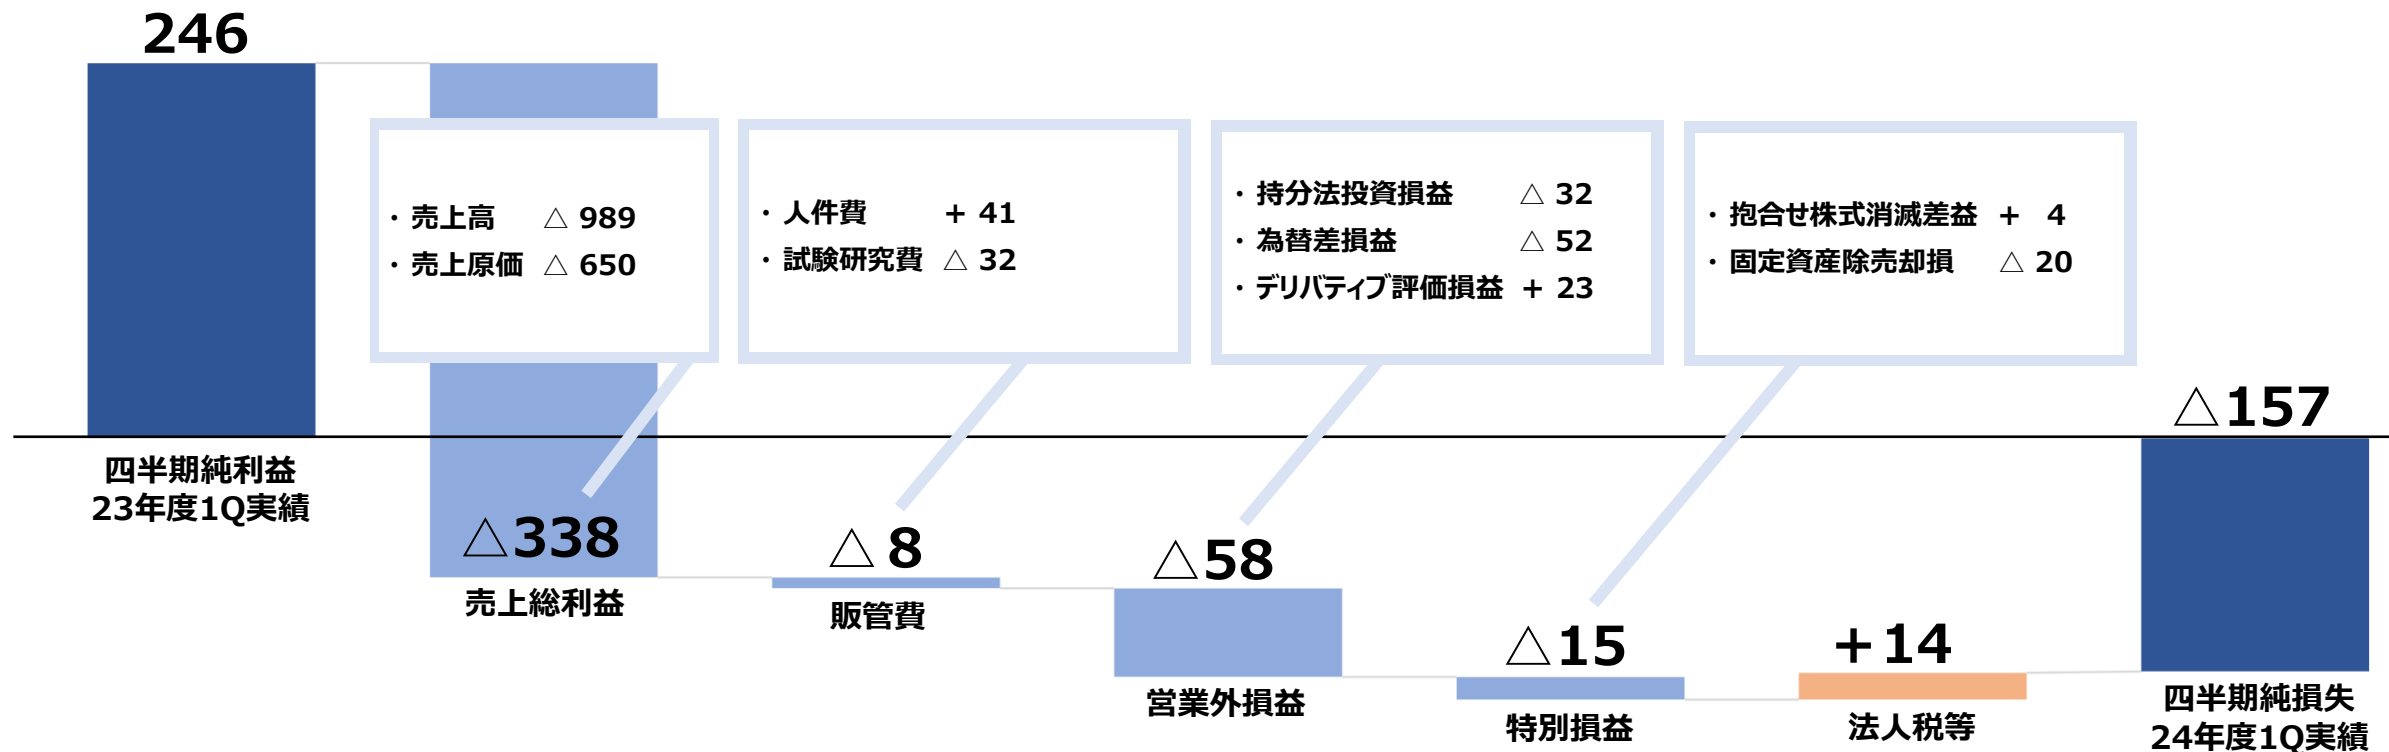 246
四半期純利益
23年度1Q実績
・ 売上高 △ 989
・ 売上原価 △ 650
△338
売上総利益
・ 人件費 + 41
・ 試験研究費 △ 32
△ 8
販管費
・ 持分法投資損益 △ 32
・ 為替差損益 △ 52
・ デリバティブ評価損益 + 23
△58
営業外損益
・ 抱合せ株式消滅差益 + 4
・ 固定資産除売却損 △ 20
△15
特別損益
+14
法人税等
△157
四半期純損失
24年度1Q実績